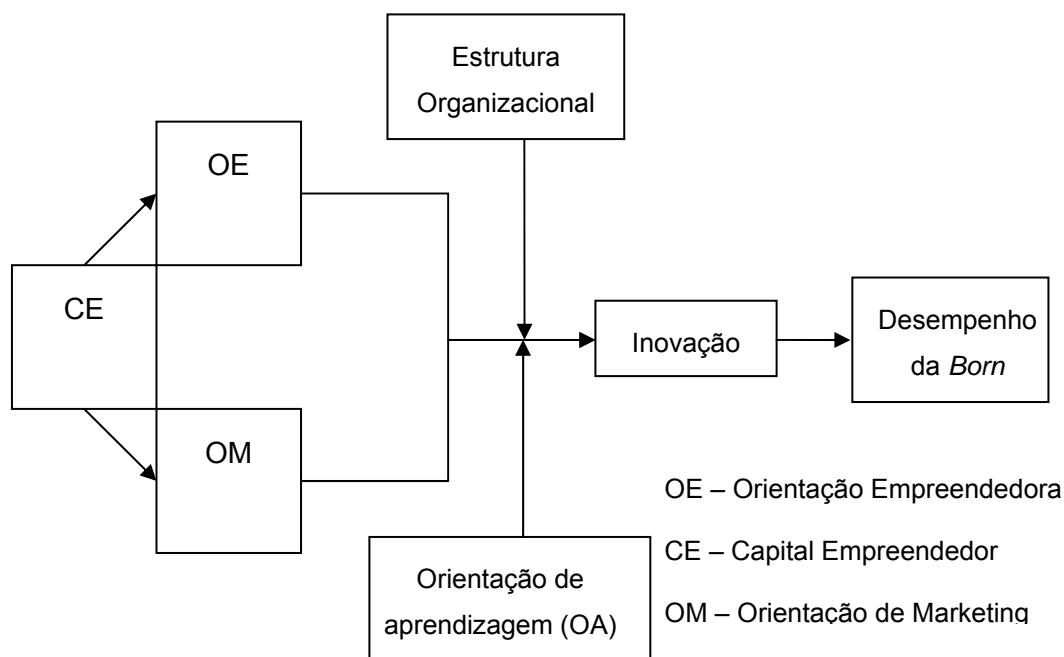 Estrutura
Organizacional
OE
CE
OM
Inovação
Desempenho
da Born
Orientação de
aprendizagem (OA)
OE – Orientação Empreendedora
CE – Capital Empreendedor
OM – Orientação de Marketing